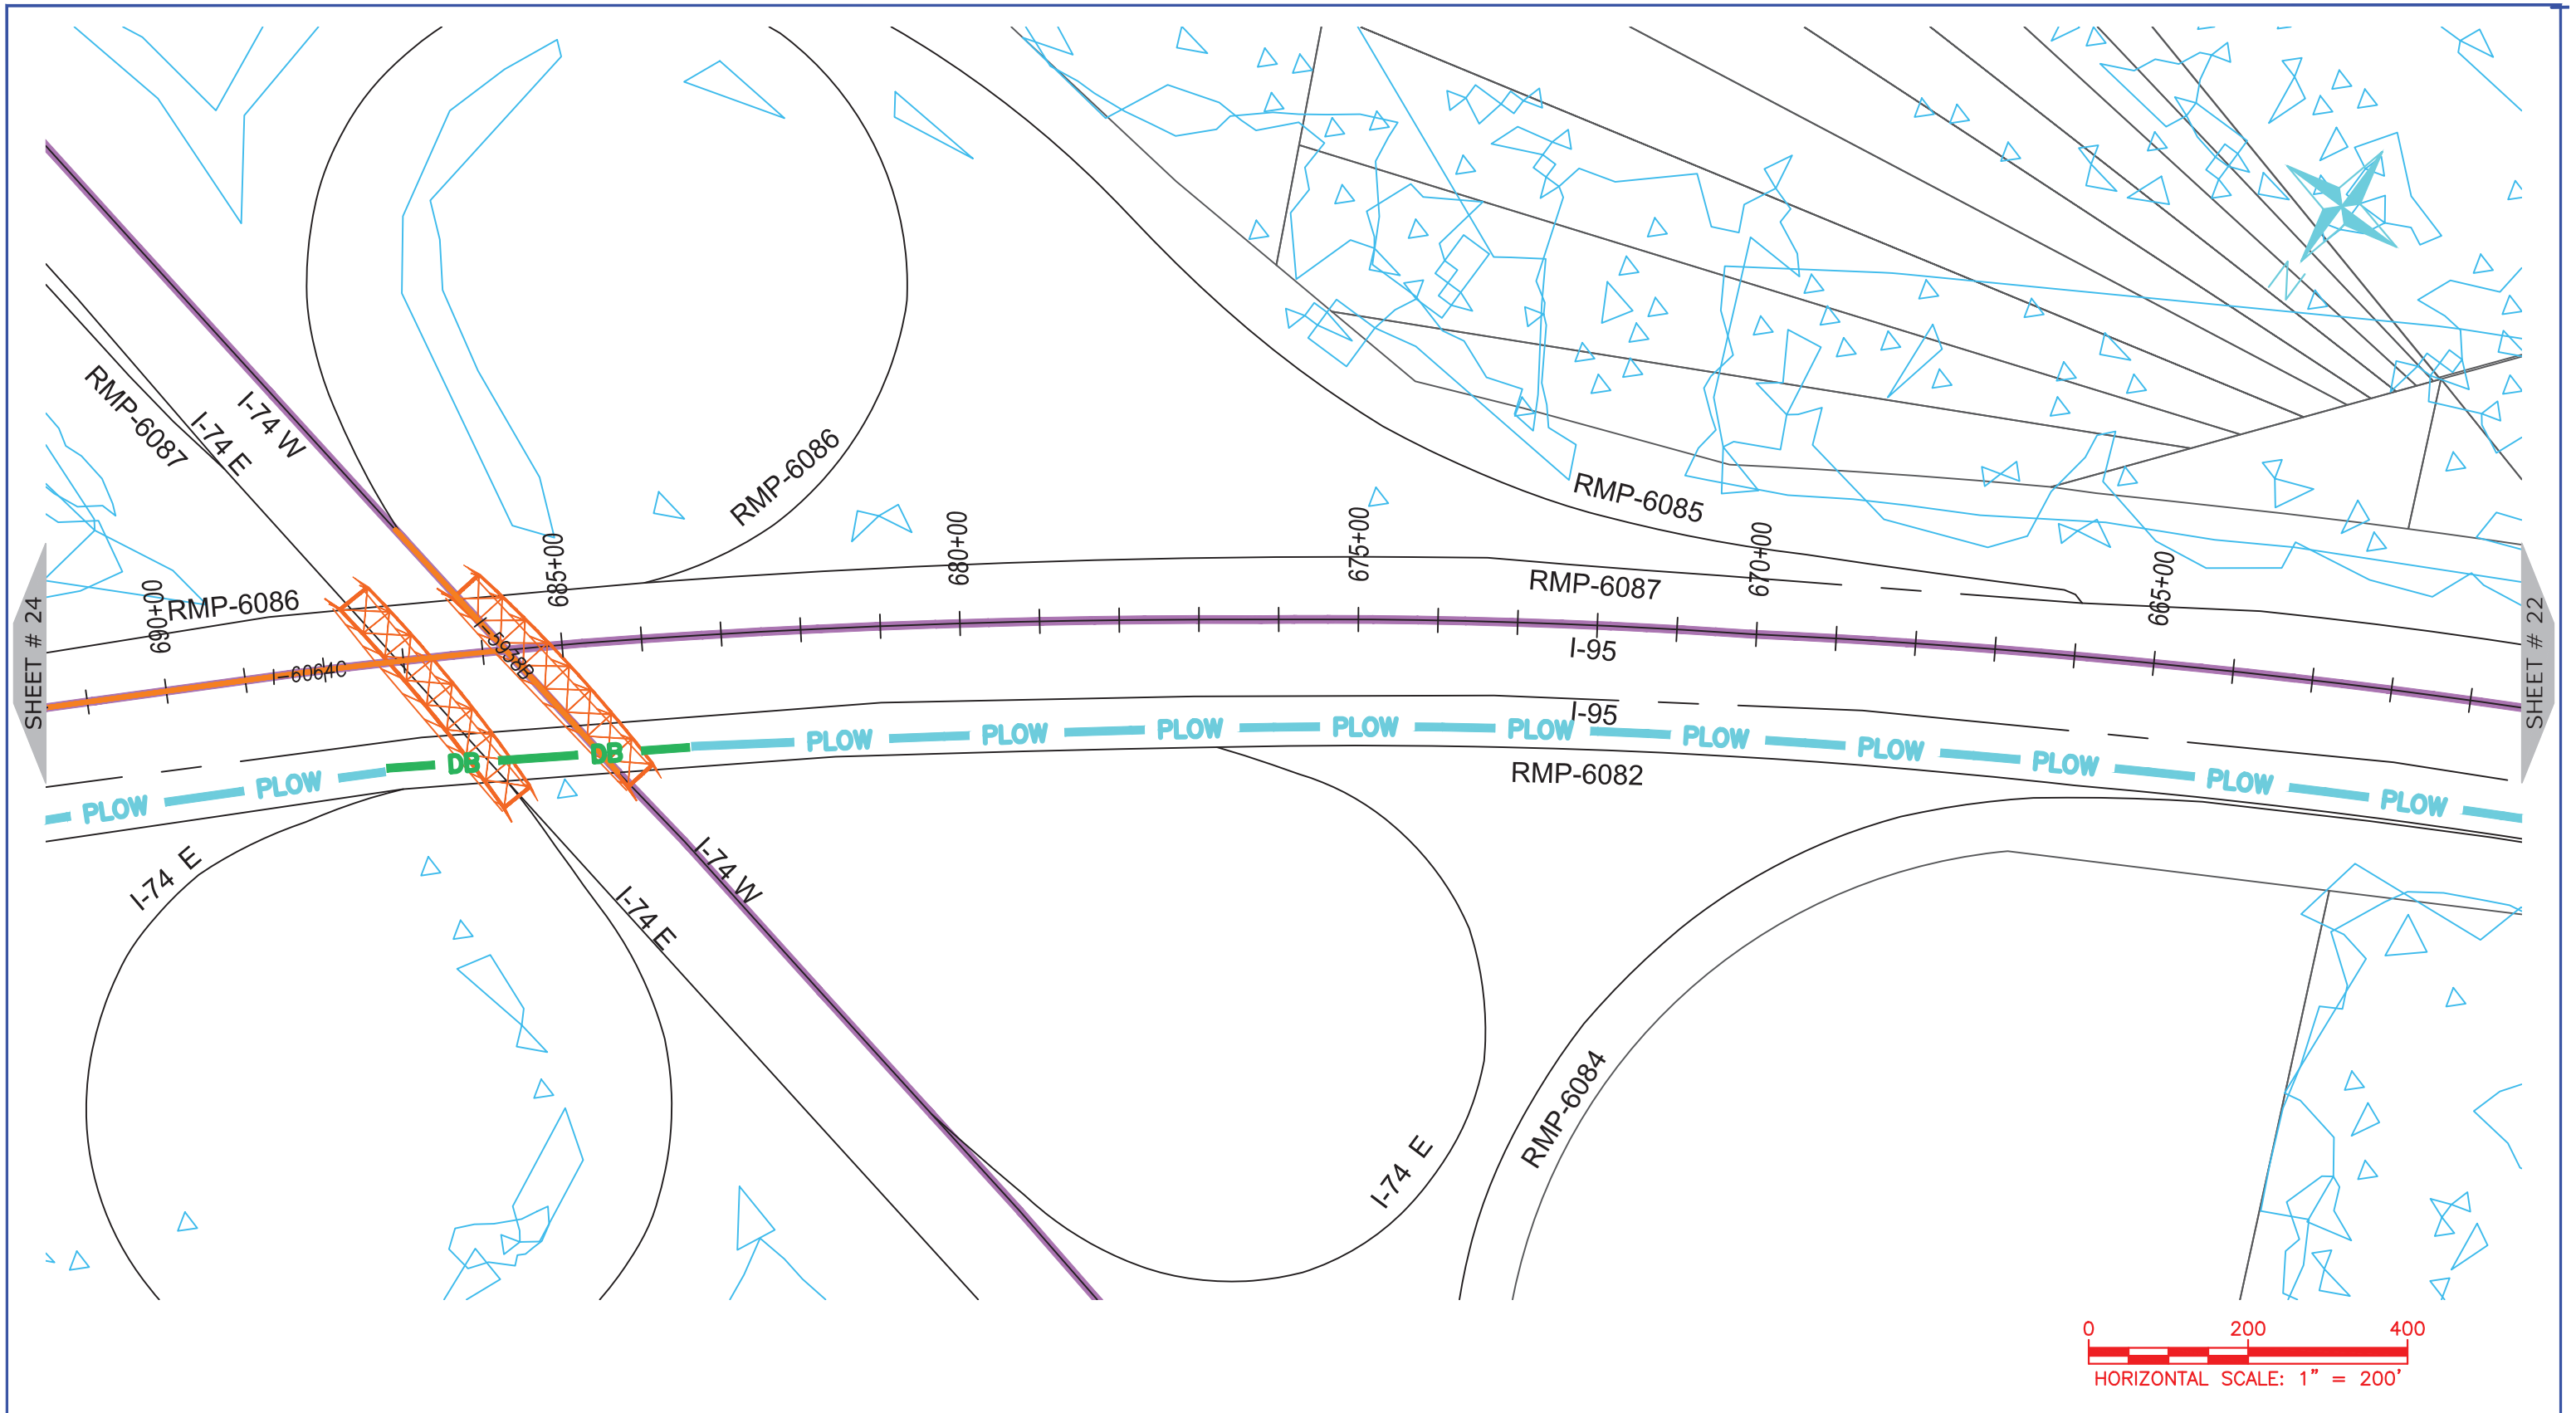 N
RMP-6087
I-74 E
I-74 W
RMP-6086
RMP-6085
690+00
685+00
680+00
675+00
670+00
665+00
RMP-6086
RMP-6087
SHEET # 24
SHEET # 22
-6064C
I-5938B
I-95
I-95
DB
DB
PLOW
PLOW
PLOW
PLOW
PLOW
PLOW
PLOW
PLOW
PLOW
PLOW
PLOW
PLOW
RMP-6082
I-74 E
I-74 W
I-74 E
RMP-6084
I-74 E
0 200 400
HORIZONTAL SCALE: 1" = 200'